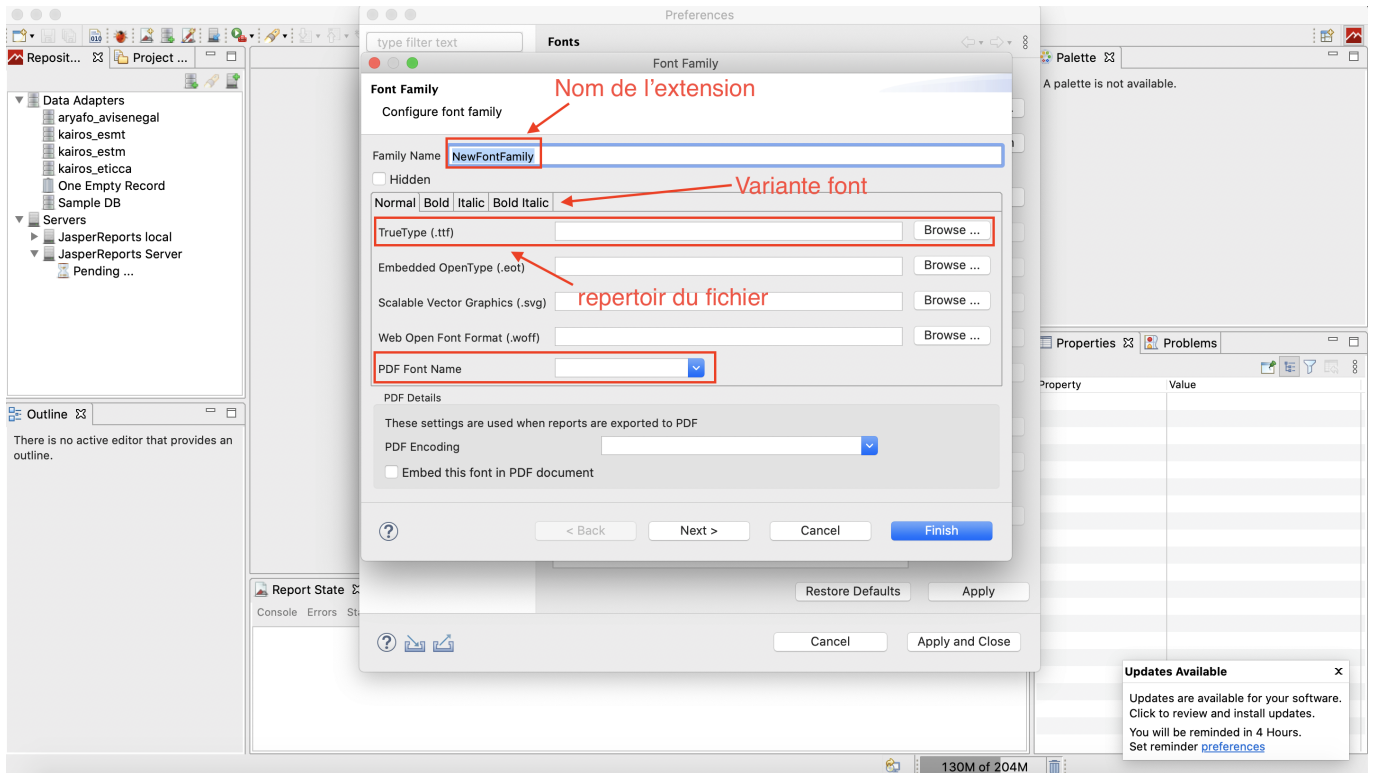 Preferences
type filter text
Fonts
Reposit...
Project ...
Font Family
Palette
A palette is not available.
Data Adapters
aryafo_avisenegal
kairos_esmt
kairos_estm
kairos_eticca
One Empty Record
Sample DB
Servers
JasperReports local
JasperReports Server
Pending ...
Font Family
Configure font family
Nom de l'extension
Family Name
NewFontFamily
Hidden
Variante font
Normal
Bold
Italic
Bold Italic
TrueType (.ttf)
Browse ...
Embedded OpenType (.eot)
Browse ...
repertoir du fichier
Scalable Vector Graphics (.svg)
Browse ...
Web Open Font Format (.woff)
Browse ...
PDF Font Name
PDF Details
These settings are used when reports are exported to PDF
PDF Encoding
Embed this font in PDF document
< Back
Next >
Cancel
Finish
Restore Defaults
Apply
Cancel
Apply and Close
Outline
There is no active editor that provides an
outline.
Report State
Console
Errors
Sta
Properties
Problems
Property
Value
Updates Available
x
Updates are available for your software.
Click to review and install updates.
You will be reminded in 4 Hours.
Set reminder preferences
130M of 204M